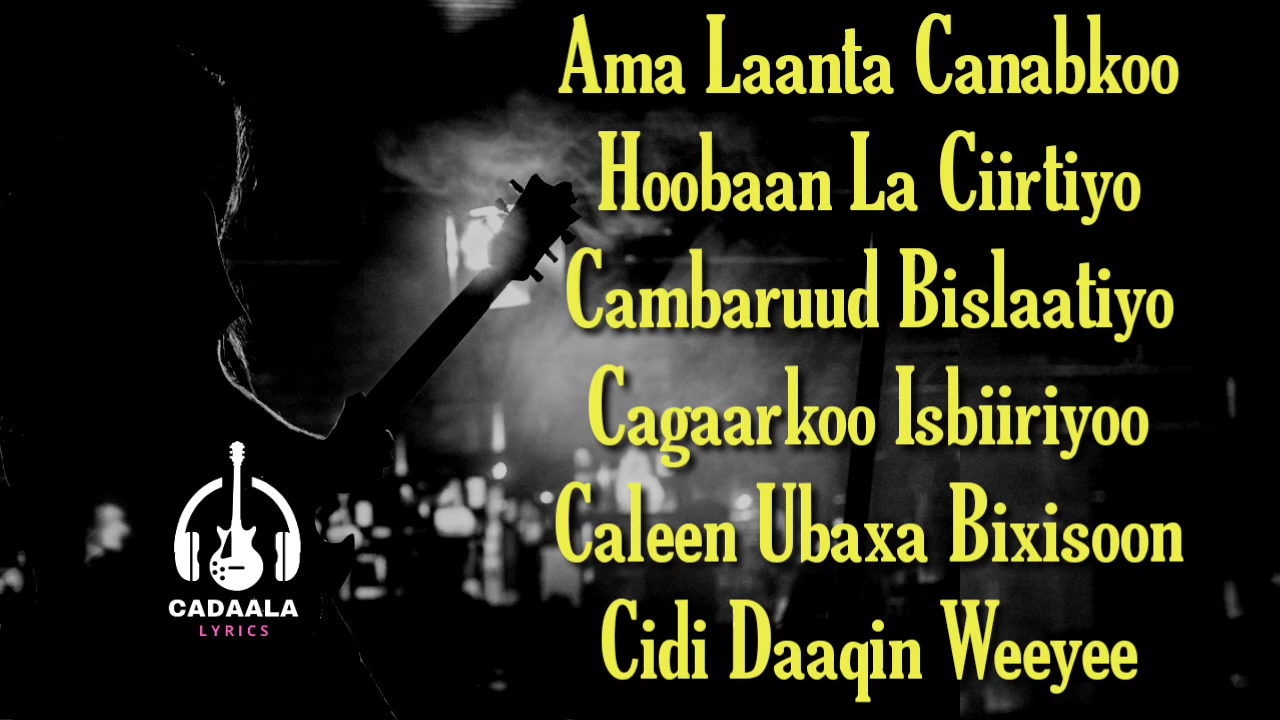 Ama Laanta Canabkoo
Hoobaan La Ciirtiyo
Cambaruud Bislaatiyo
Cagaarkoo Isbiiriyoo
Caleen Ubaxa Bixisoon
Cidi Daaqin Weeyee
CADAALA
LYRICS